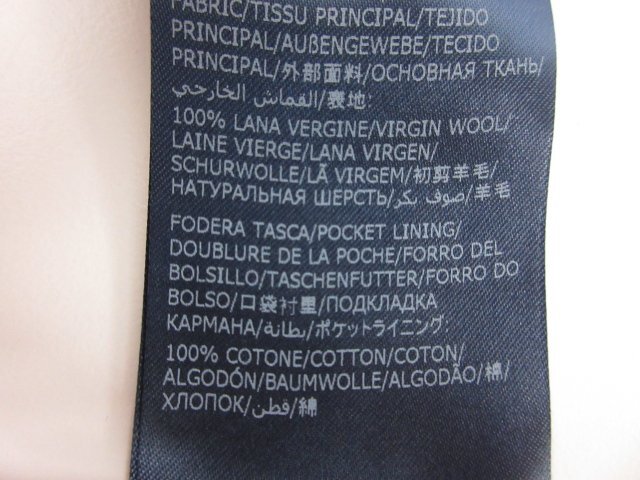 FABRIC/TISSU PRINCIPAL/TEJIDO
PRINCIPAL/AUßENGEWEBE/TECIDO
PRINCIPAL/外部面料/ОСНОВНАЯ ТКАНЬ/
القماش الخارجي/表地:
100% LANA VERGINE/VIRGIN WOOL/
LAINE VIERGE/LANA VIRGEN/
SCHURWOLLE/LÃ VIRGEM/初剪羊毛/
НАТУРАЛЬНАЯ ШЕРСТЬ/صوف بكر/羊毛
FODERA TASCA/POCKET LINING/
DOUBLURE DE LA POCHE/FORRO DEL
BOLSILLO/TASCHENFUTTER/FORRO DO
BOLSO/口袋衬里/ПОДКЛАДКА
КАРМАНА/بطانة/ポケットライニング:
100% COTONE/COTTON/COTON/
ALGODÓN/BAUMWOLLE/ALGODÃO/棉/
ХЛОПОК/قطن/綿